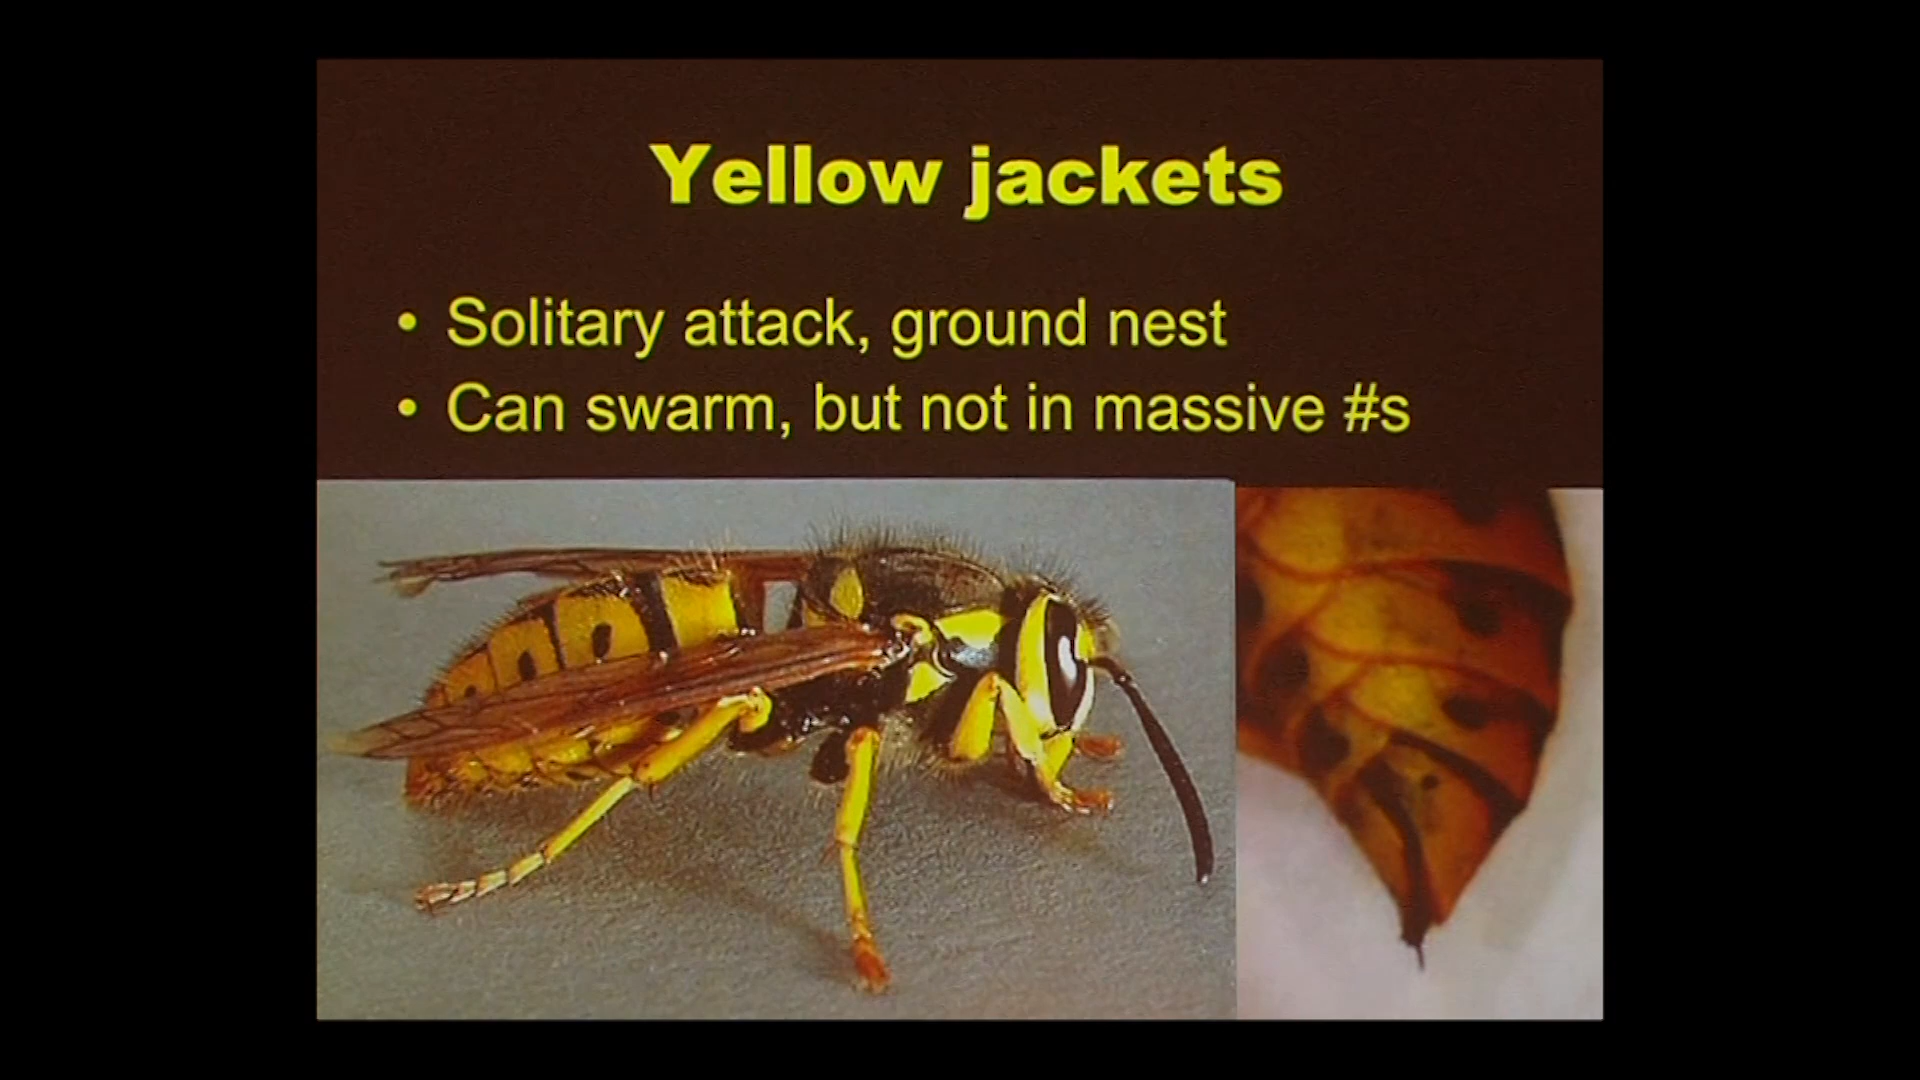 Yellow jackets
• Solitary attack, ground nest
• Can swarm, but not in massive #s